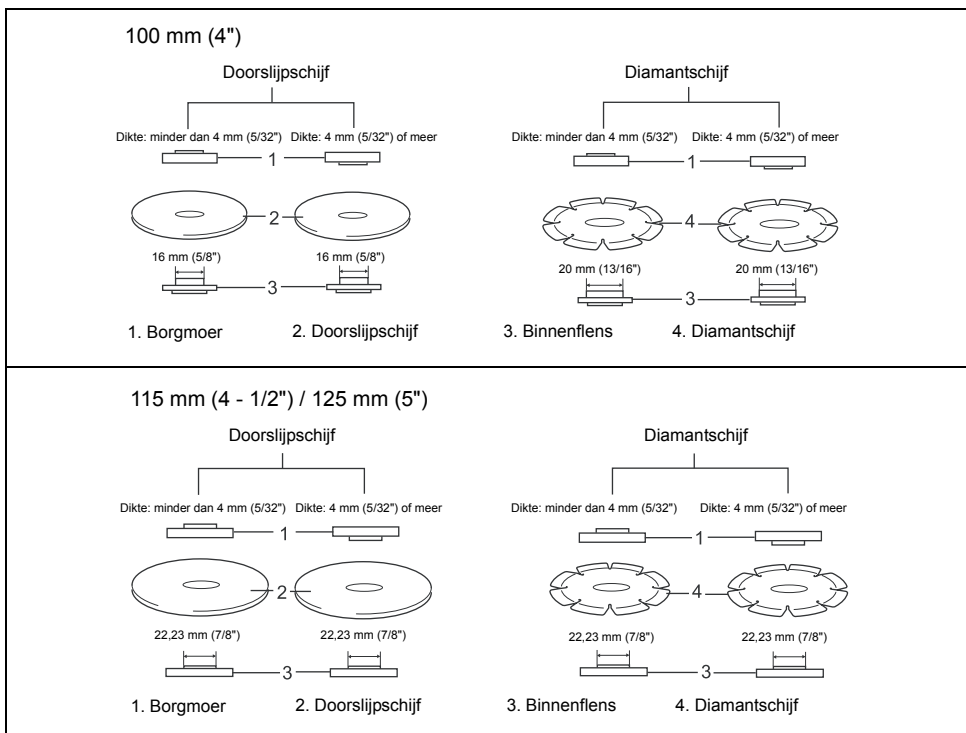 100 mm (4")
Doorslijpschijf Diamantschijf
Dikte: minder dan 4 mm (5/32") Dikte: 4 mm (5/32") of meer Dikte: minder dan 4 mm (5/32") Dikte: 4 mm (5/32") of meer
1 1
2 4
16 mm (5/8") 16 mm (5/8") 20 mm (13/16") 20 mm (13/16")
3 3
1. Borgmoer 2. Doorslijpschijf 3. Binnenflens 4. Diamantschijf
115 mm (4 - 1/2") / 125 mm (5")
Doorslijpschijf Diamantschijf
Dikte: minder dan 4 mm (5/32") Dikte: 4 mm (5/32") of meer Dikte: minder dan 4 mm (5/32") Dikte: 4 mm (5/32") of meer
1 1
2 4
22,23 mm (7/8") 22,23 mm (7/8") 22,23 mm (7/8") 22,23 mm (7/8")
3 3
1. Borgmoer 2. Doorslijpschijf 3. Binnenflens 4. Diamantschijf